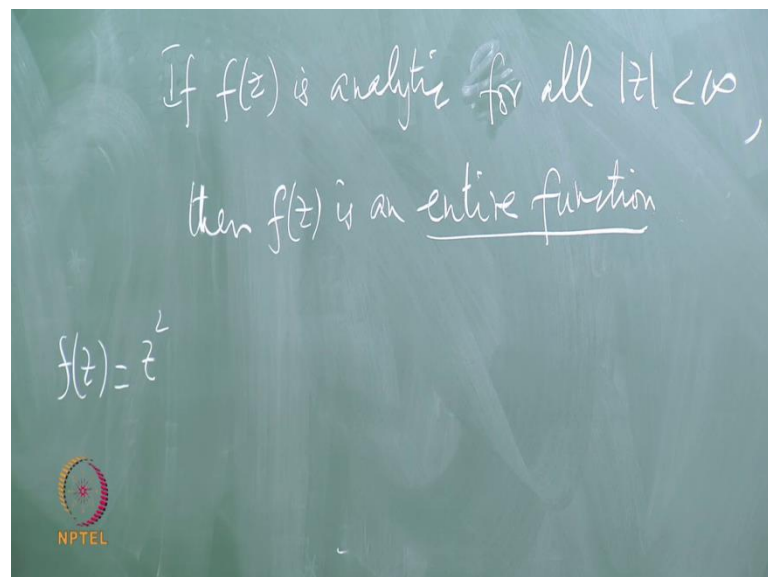 If f(z) is analytic for all |z| < ∞,
then f(z) is an entire function
f(z) = z²
NPTEL